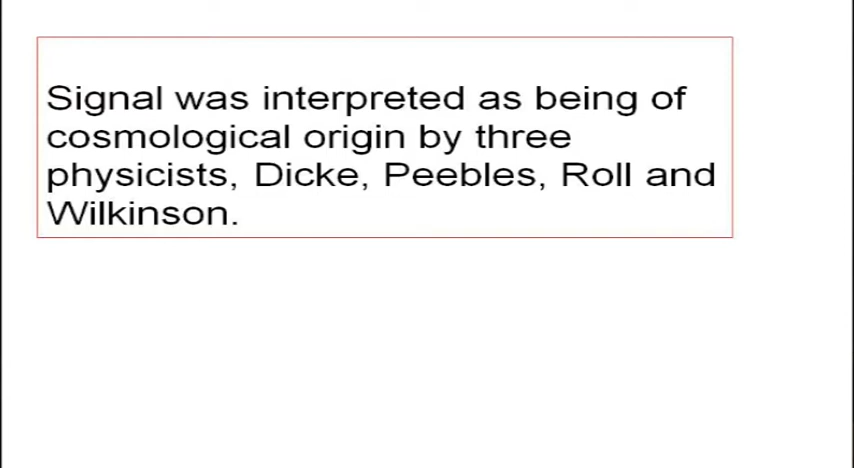 Signal was interpreted as being of
cosmological origin by three
physicists, Dicke, Peebles, Roll and
Wilkinson.